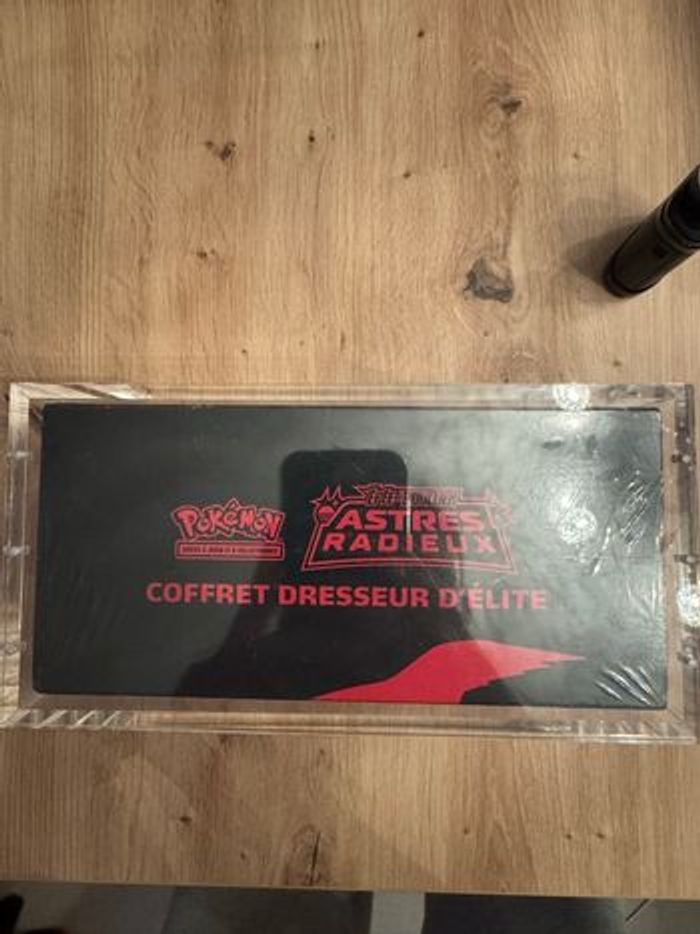 POKÉMON
ASTRES
RADIEUX
COFFRET DRESSEUR D'ÉLITE